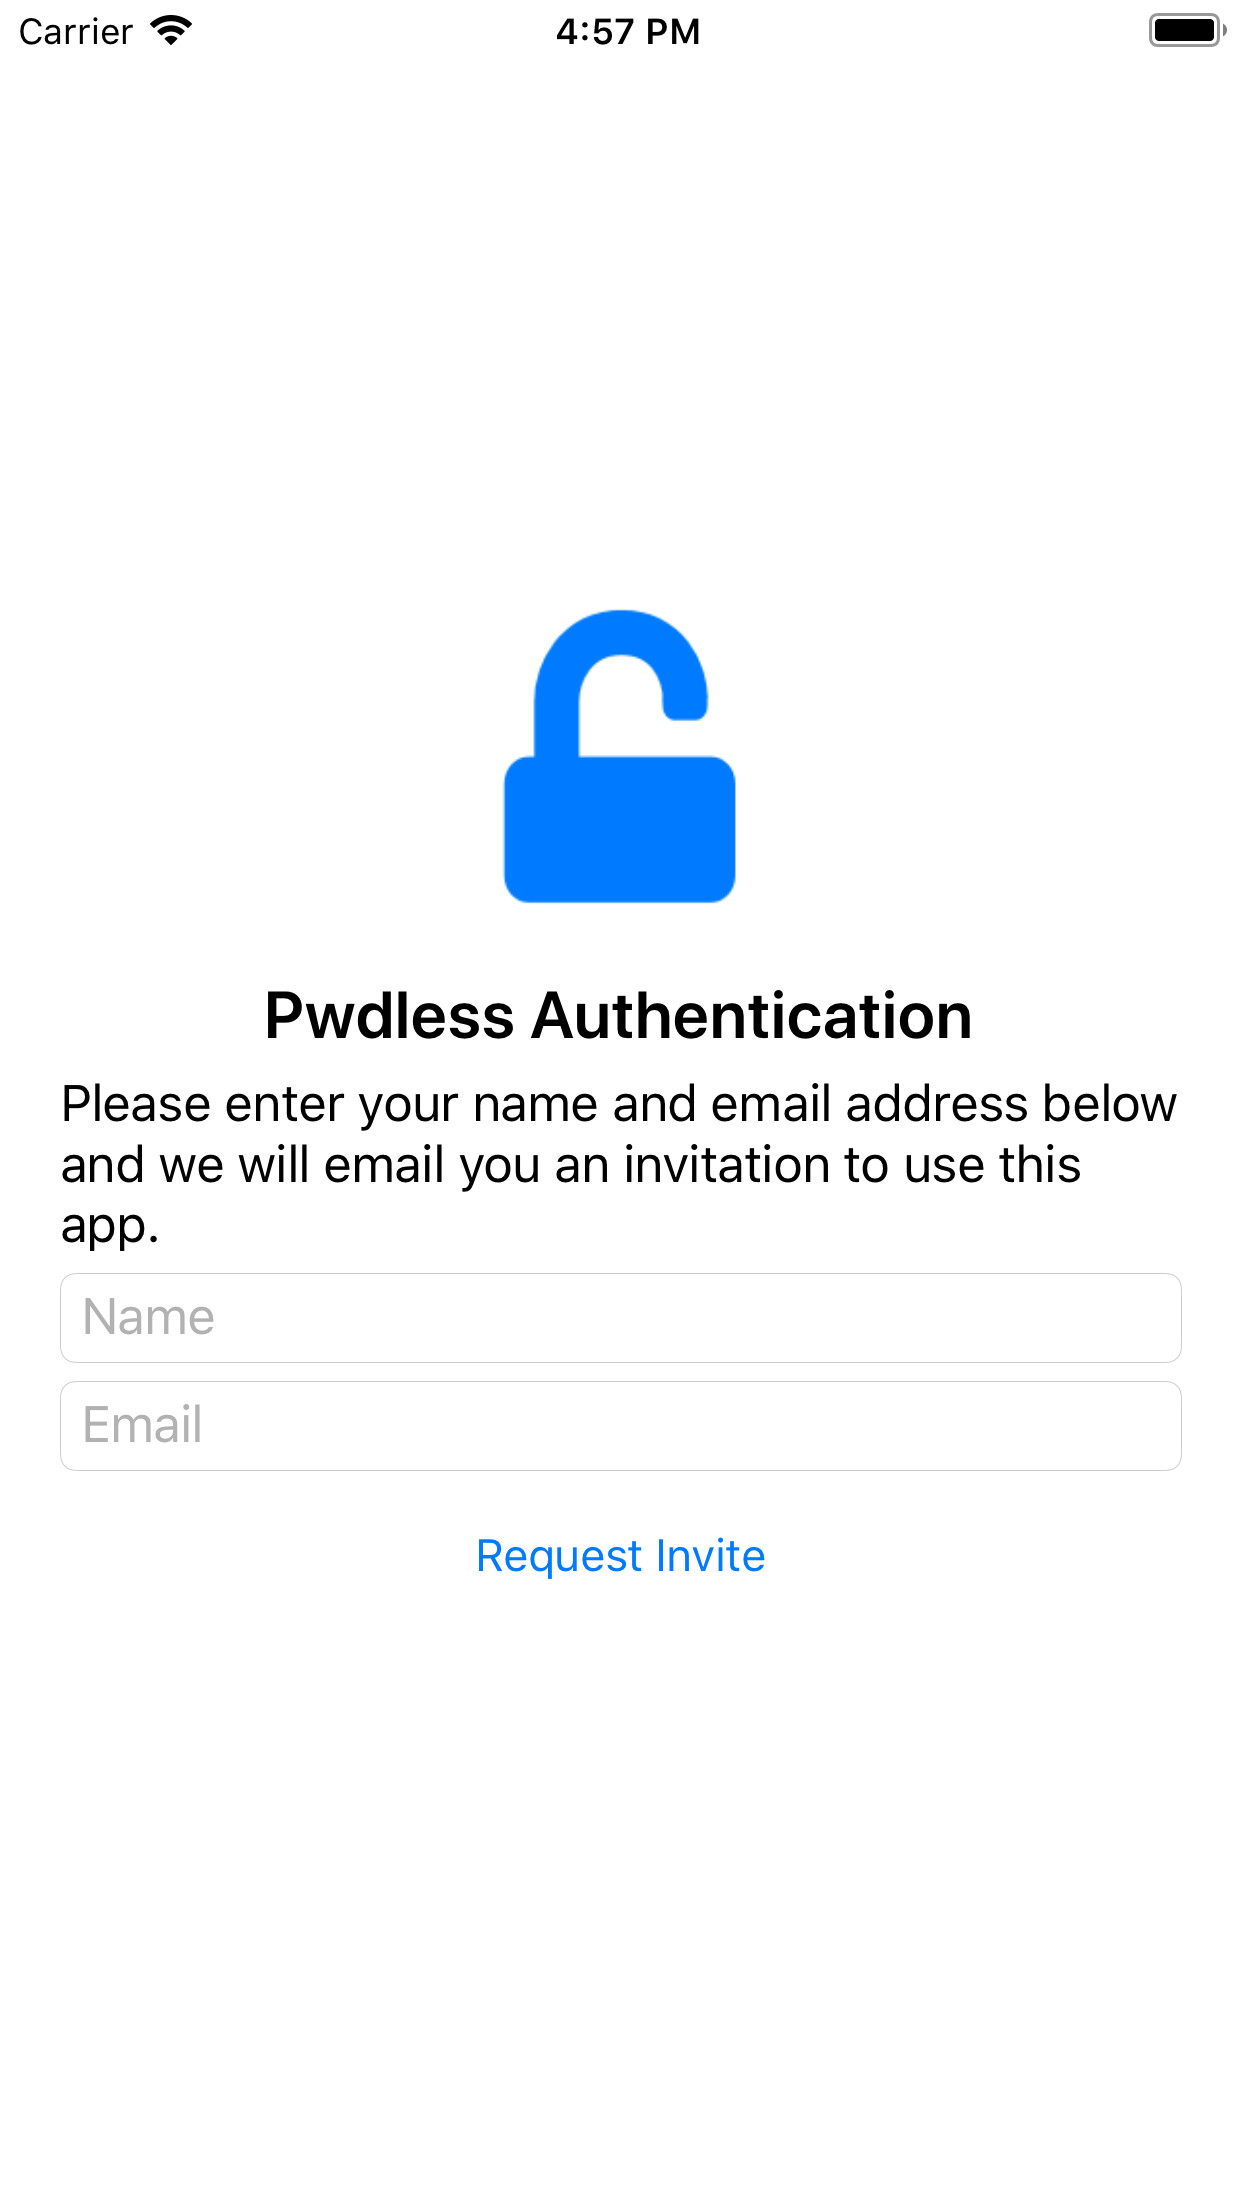 Carrier 4:57 PM
Pwdless Authentication
Please enter your name and email address below
and we will email you an invitation to use this
app.
Name
Email
Request Invite